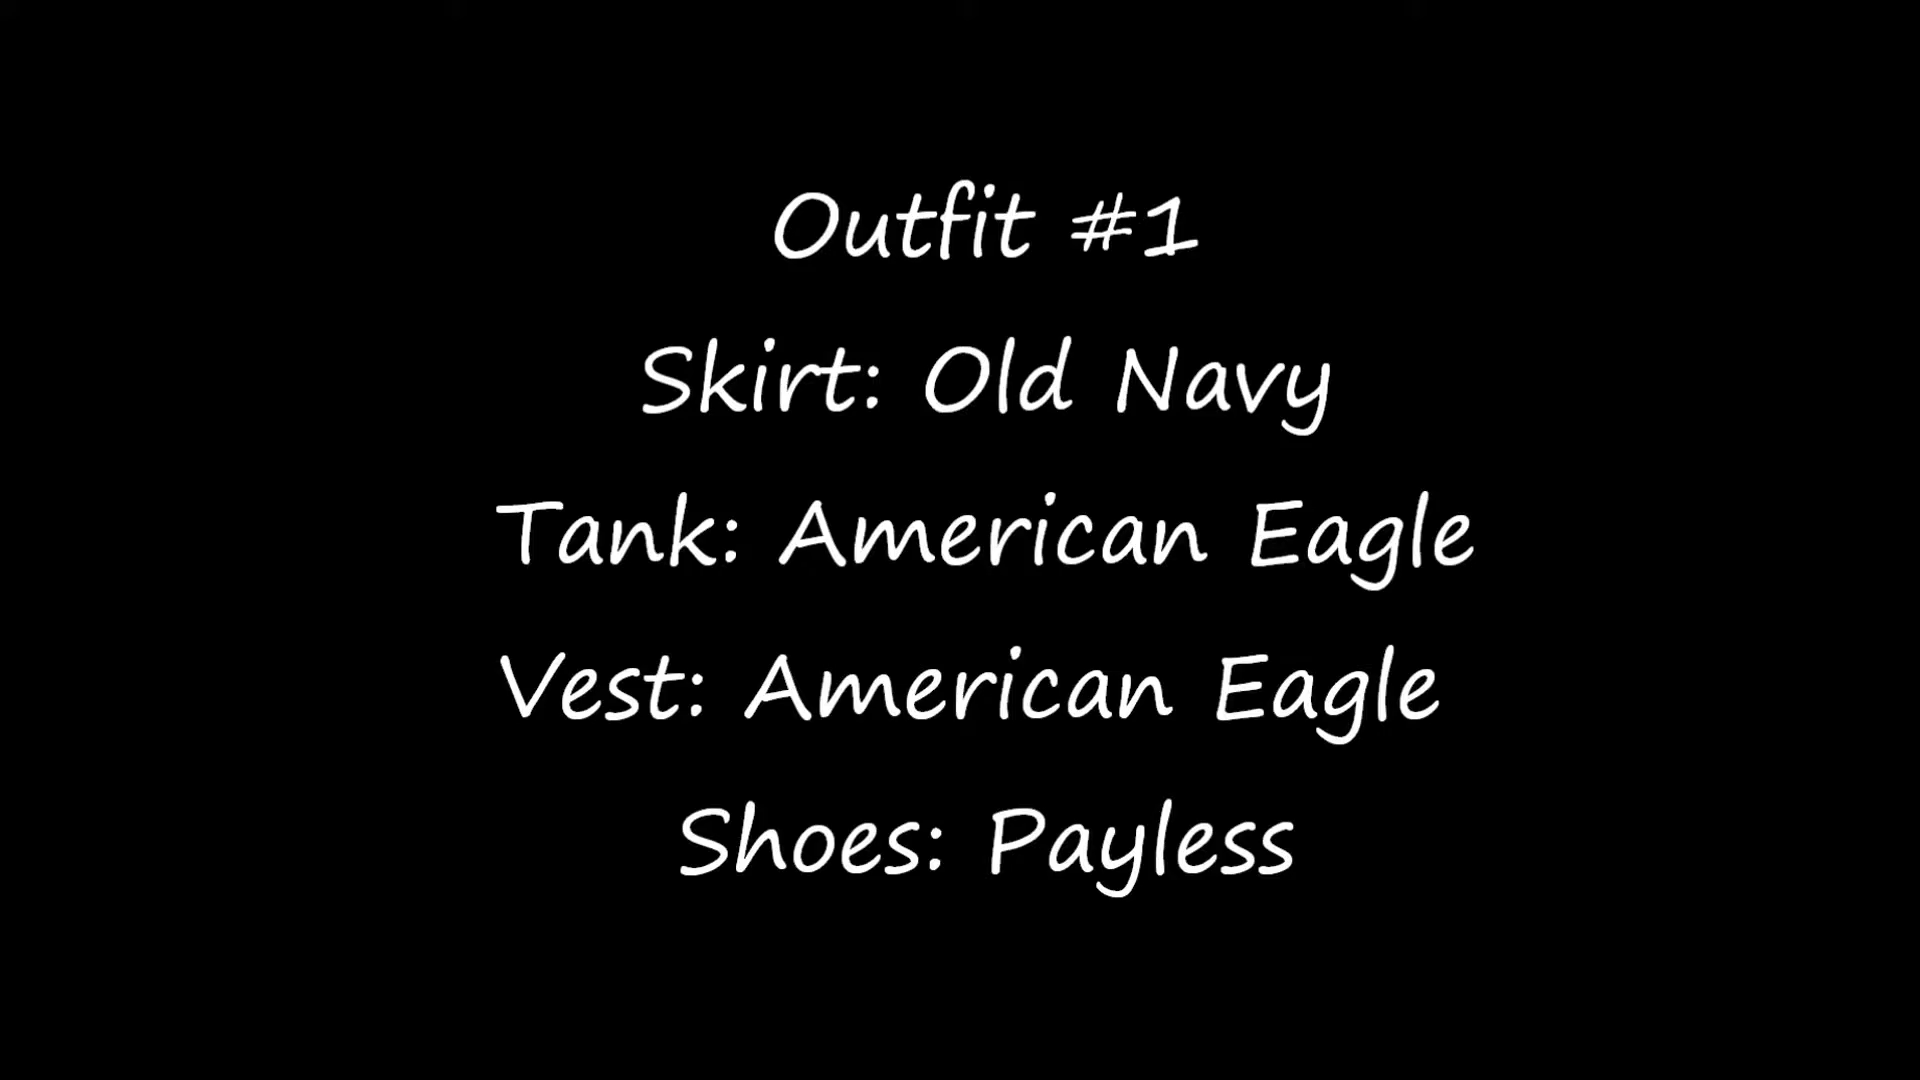 Outfit #1
Skirt: Old Navy
Tank: American Eagle
Vest: American Eagle
Shoes: Payless